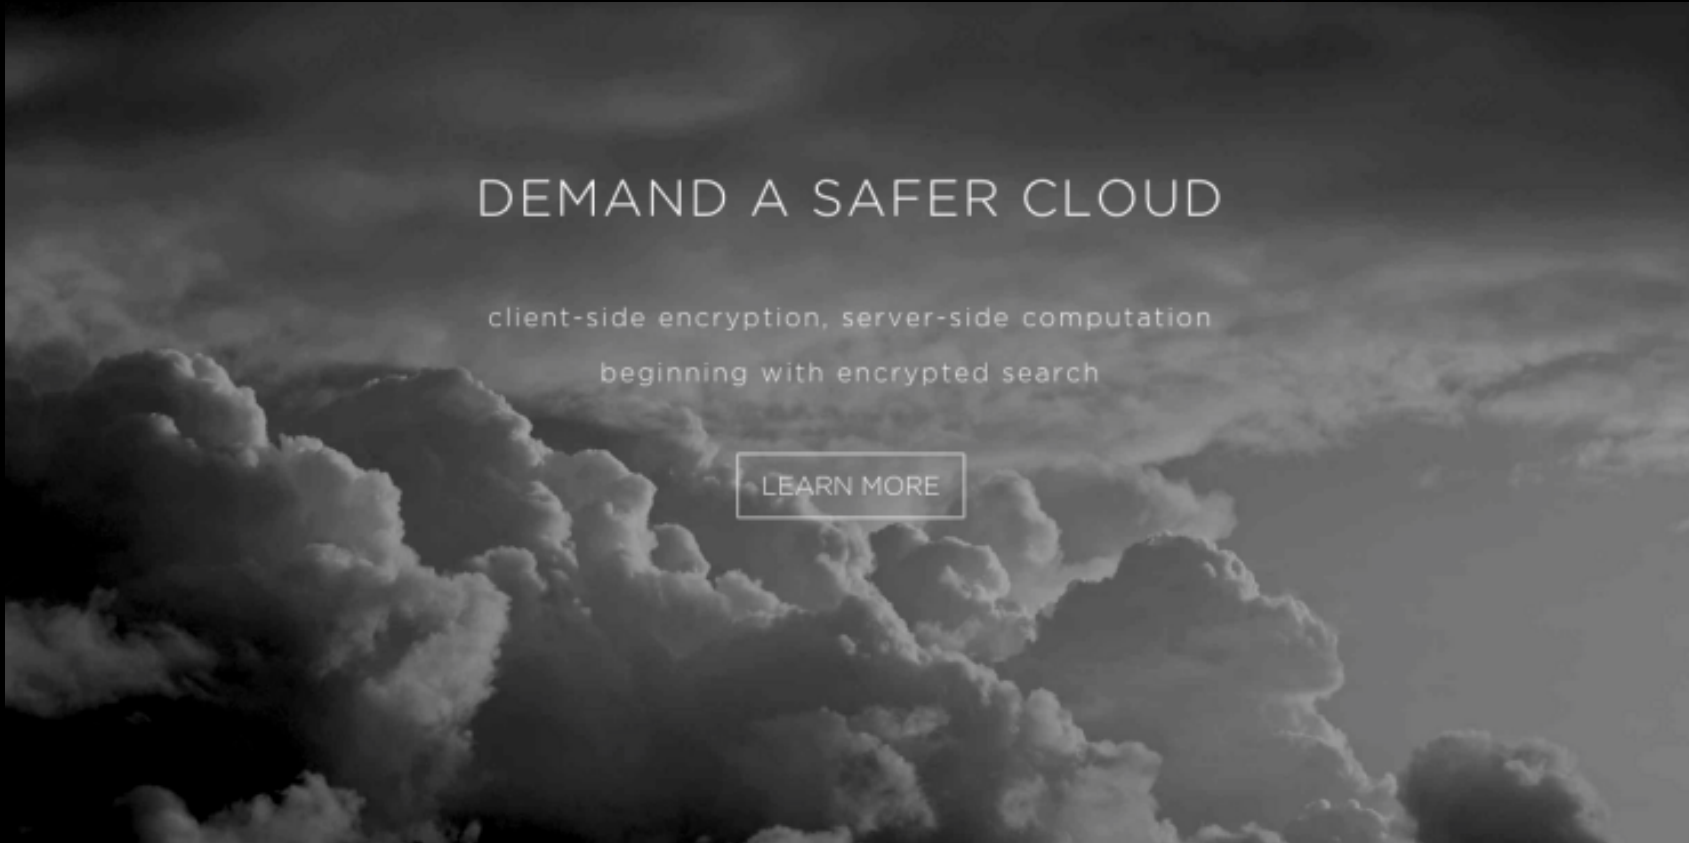 DEMAND A SAFER CLOUD
client-side encryption, server-side computation
beginning with encrypted search
LEARN MORE